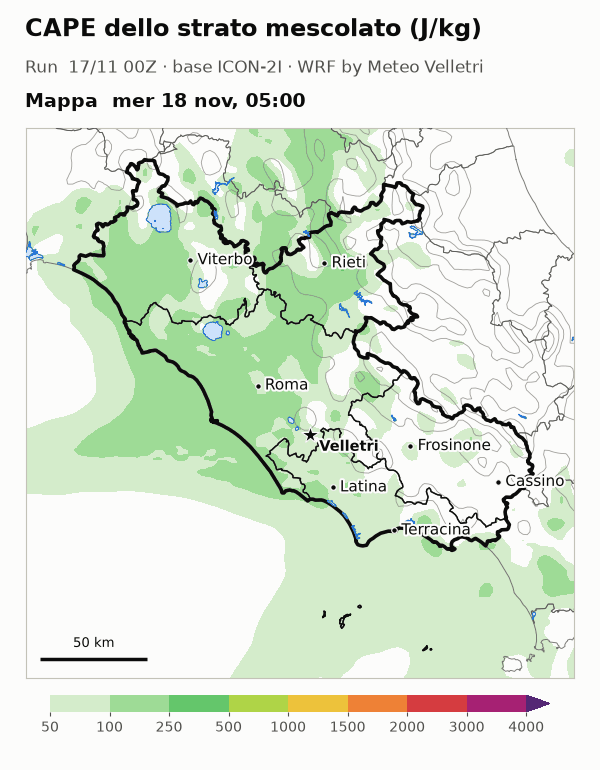 CAPE dello strato mescolato (J/kg)
Run  17/11 00Z · base ICON-2I · WRF by Meteo Velletri
Mappa  mer 18 nov, 05:00
Viterbo
Rieti
Roma
Velletri
Frosinone
Latina
Cassino
Terracina
50 km
50 100 250 500 1000 1500 2000 3000 4000